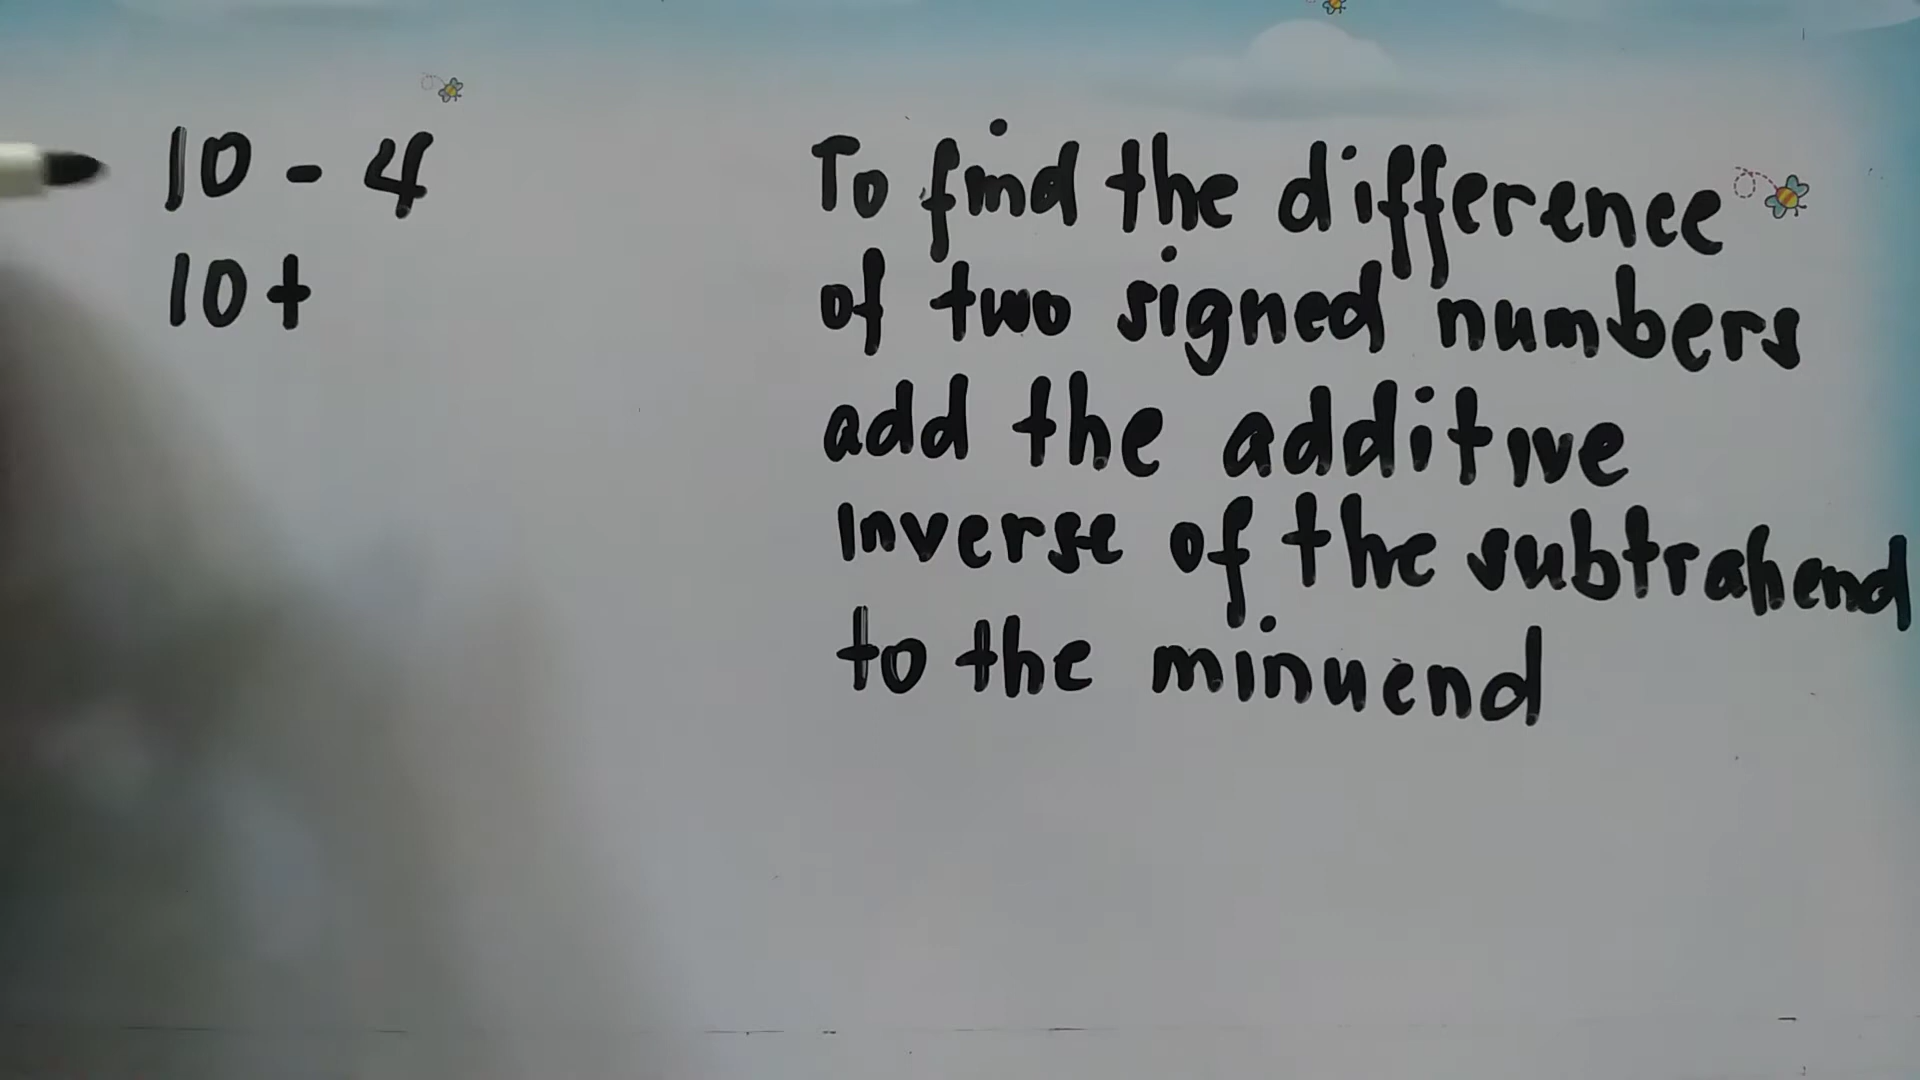 10 - 4
10 +
To find the difference
of two signed numbers
add the additive
inverse of the subtrahend
to the minuend